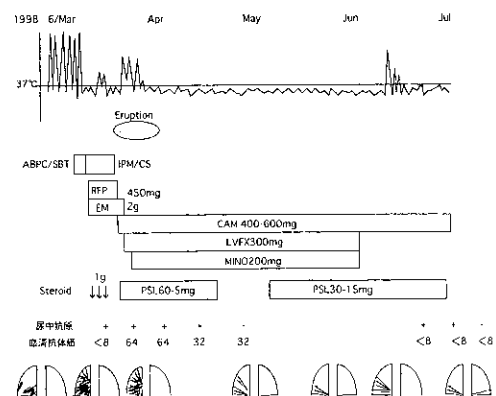 1998 6/Mar Apr May Jun Jul
37℃
Eruption
ABPC/SBT IPM/CS
RFP 450mg
EM 2g
CAM 400-600mg
LVFX300mg
MINO200mg
1g
Steroid PSL60-5mg PSL30-15mg
尿中抗原 + + + - - + + -
血清抗体価 <8 64 64 32 32 <8 <8 <8